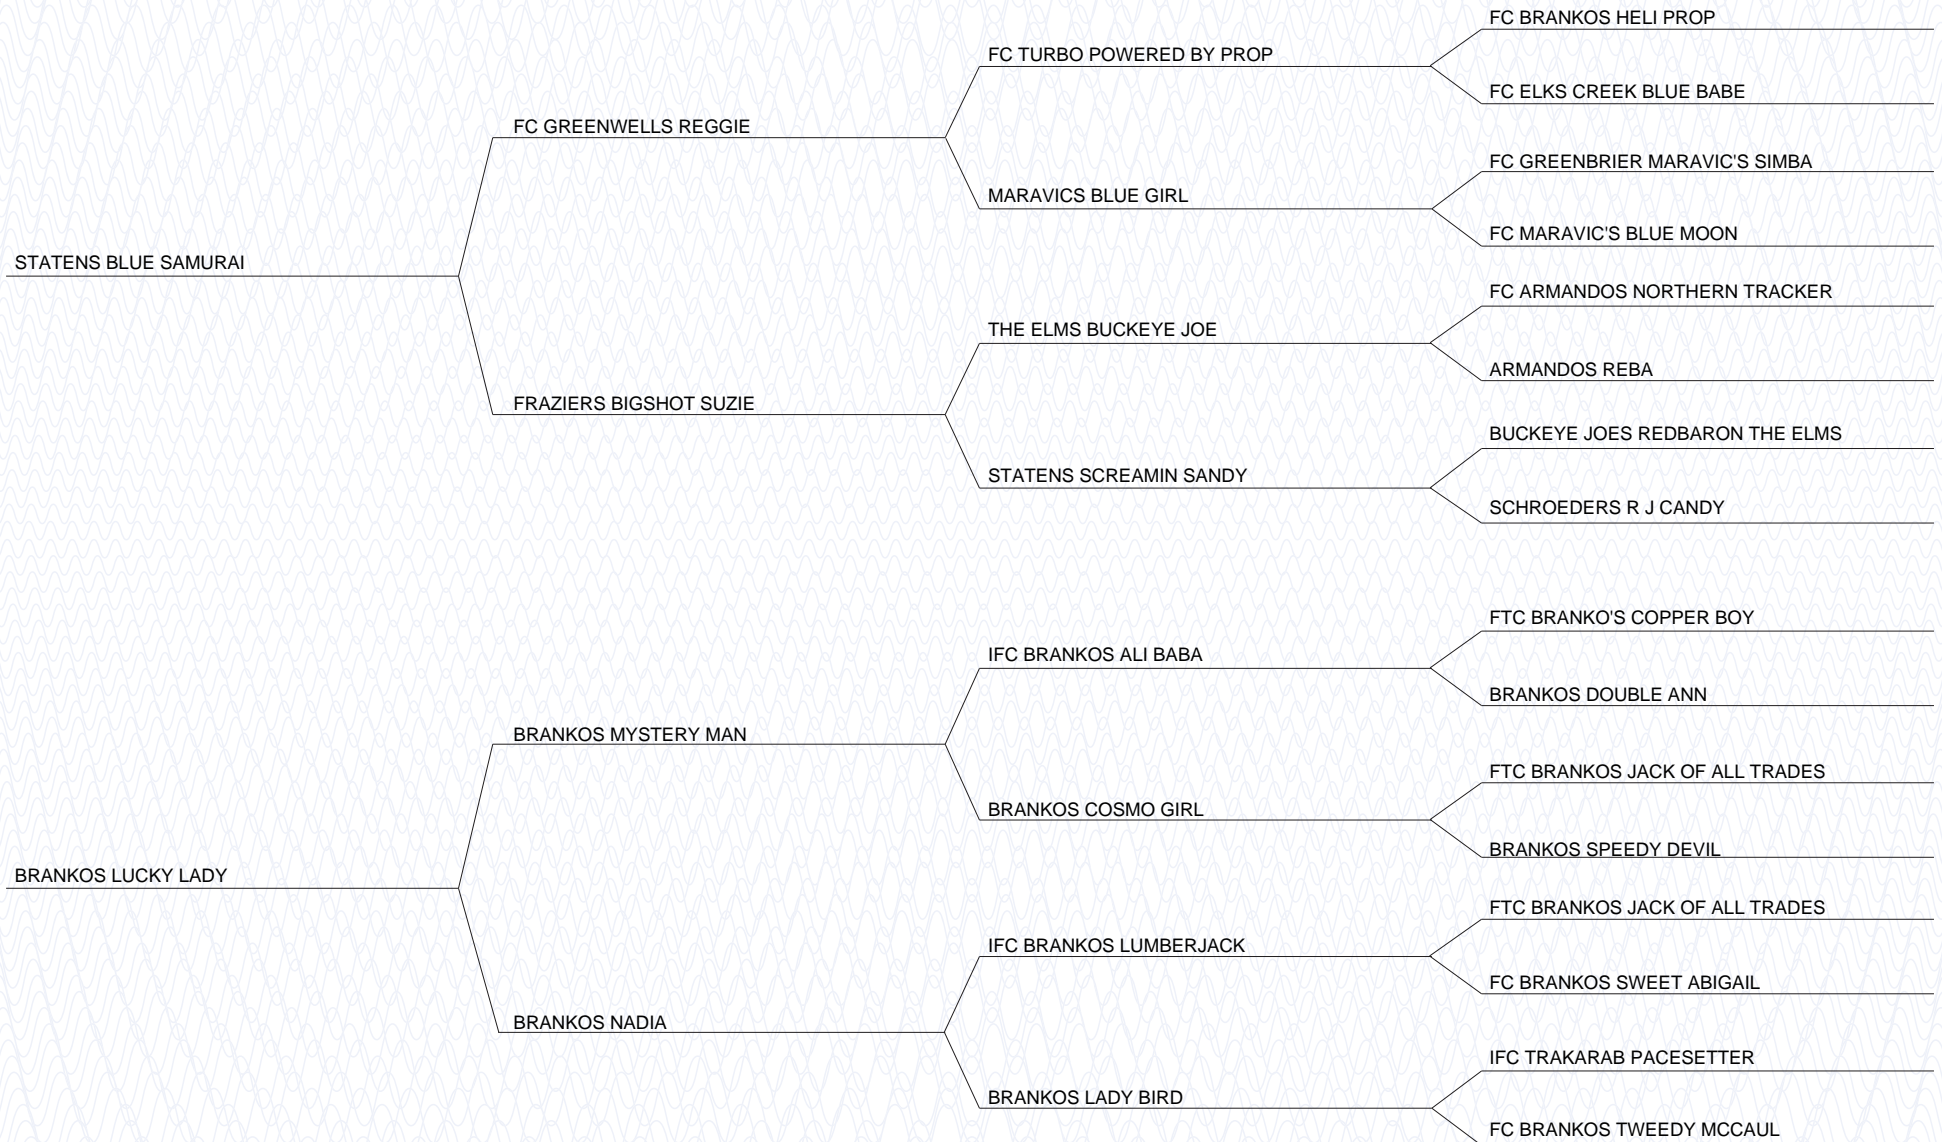 FC BRANKOS HELI PROP
FC TURBO POWERED BY PROP
FC ELKS CREEK BLUE BABE
FC GREENWELLS REGGIE
FC GREENBRIER MARAVIC'S SIMBA
MARAVICS BLUE GIRL
FC MARAVIC'S BLUE MOON
STATENS BLUE SAMURAI
FC ARMANDOS NORTHERN TRACKER
THE ELMS BUCKEYE JOE
ARMANDOS REBA
FRAZIERS BIGSHOT SUZIE
BUCKEYE JOES REDBARON THE ELMS
STATENS SCREAMIN SANDY
SCHROEDERS R J CANDY
FTC BRANKO'S COPPER BOY
IFC BRANKOS ALI BABA
BRANKOS DOUBLE ANN
BRANKOS MYSTERY MAN
FTC BRANKOS JACK OF ALL TRADES
BRANKOS COSMO GIRL
BRANKOS SPEEDY DEVIL
BRANKOS LUCKY LADY
FTC BRANKOS JACK OF ALL TRADES
IFC BRANKOS LUMBERJACK
FC BRANKOS SWEET ABIGAIL
BRANKOS NADIA
IFC TRAKARAB PACESETTER
BRANKOS LADY BIRD
FC BRANKOS TWEEDY MCCAUL